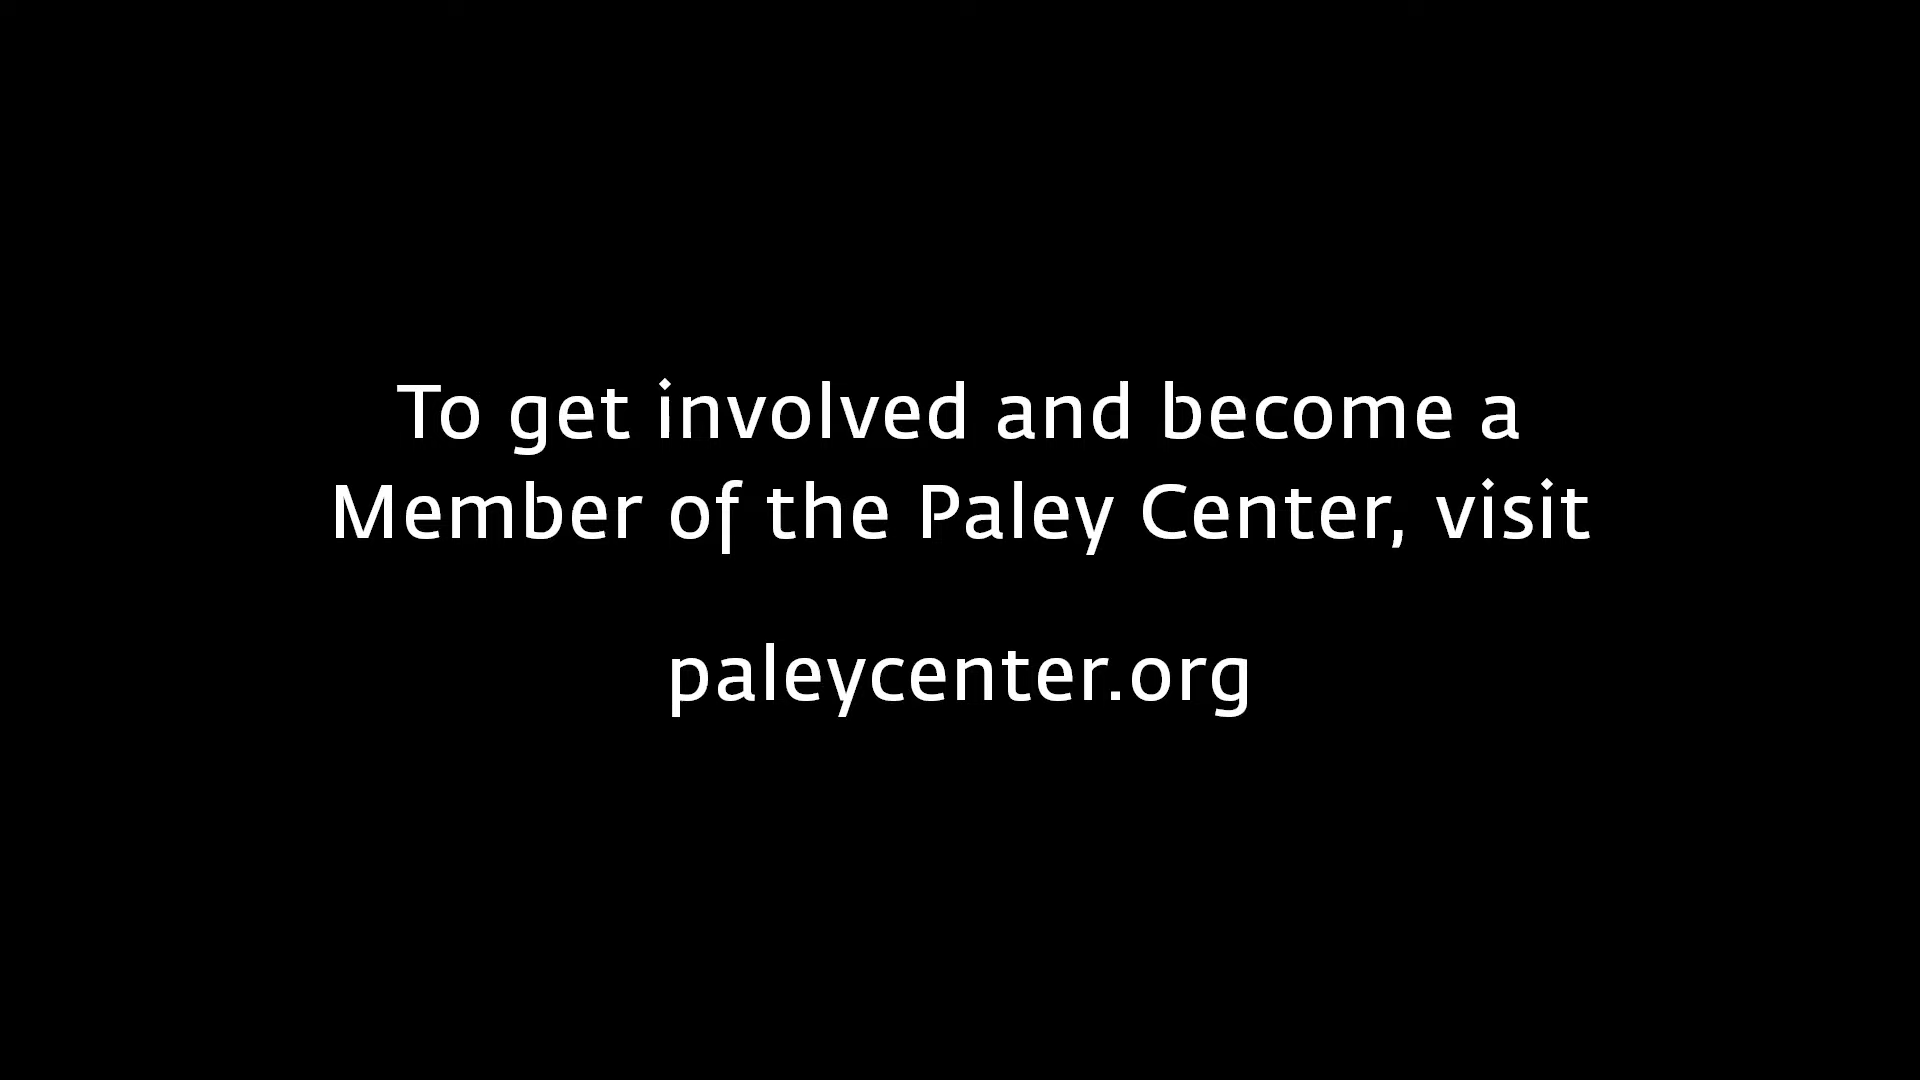 To get involved and become a
Member of the Paley Center, visit
paleycenter.org